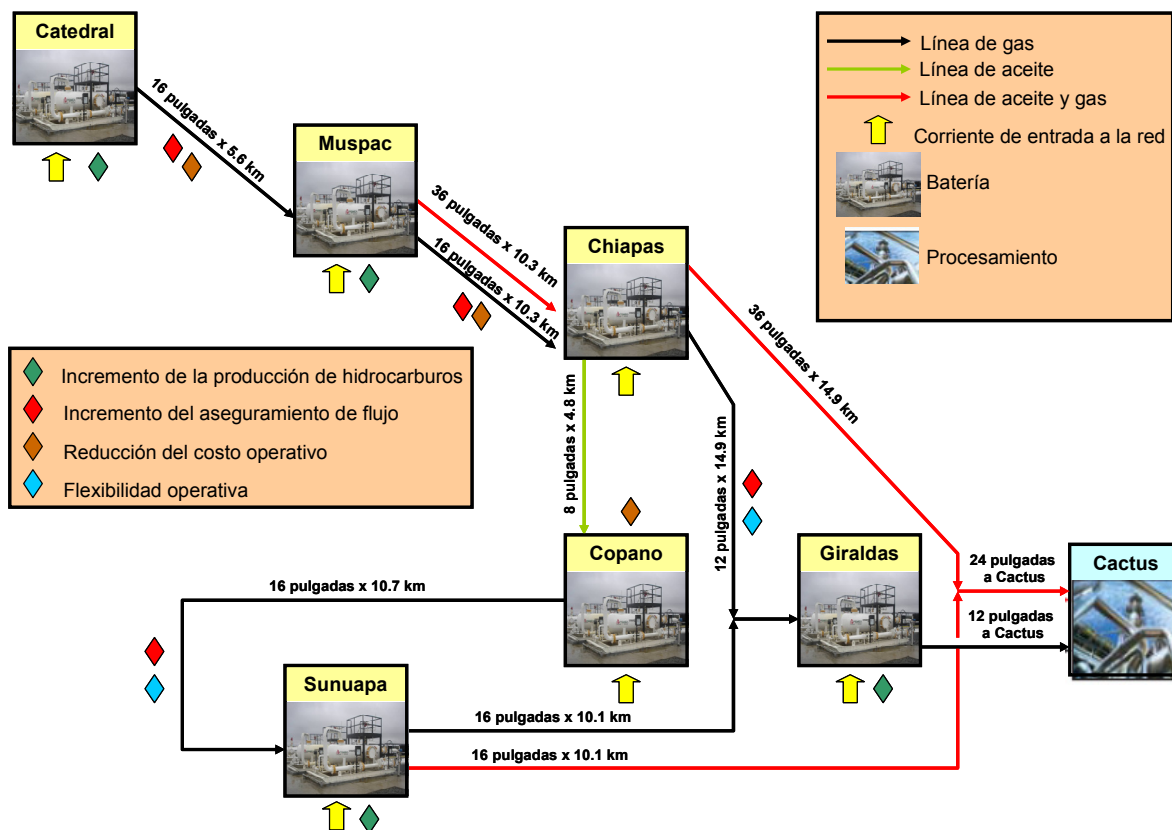 Catedral
16 pulgadas x 5.6 km
Muspac
36 pulgadas x 10.3 km
16 pulgadas x 10.3 km
Chiapas
36 pulgadas x 14.9 km
8 pulgadas x 4.8 km
12 pulgadas x 14.9 km
Línea de gas
Línea de aceite
Línea de aceite y gas
Corriente de entrada a la red
Batería
Procesamiento
Incremento de la producción de hidrocarburos
Incremento del aseguramiento de flujo
Reducción del costo operativo
Flexibilidad operativa
Copano
Giraldas
24 pulgadas
a Cactus
12 pulgadas
a Cactus
Cactus
16 pulgadas x 10.7 km
Sunuapa
16 pulgadas x 10.1 km
16 pulgadas x 10.1 km